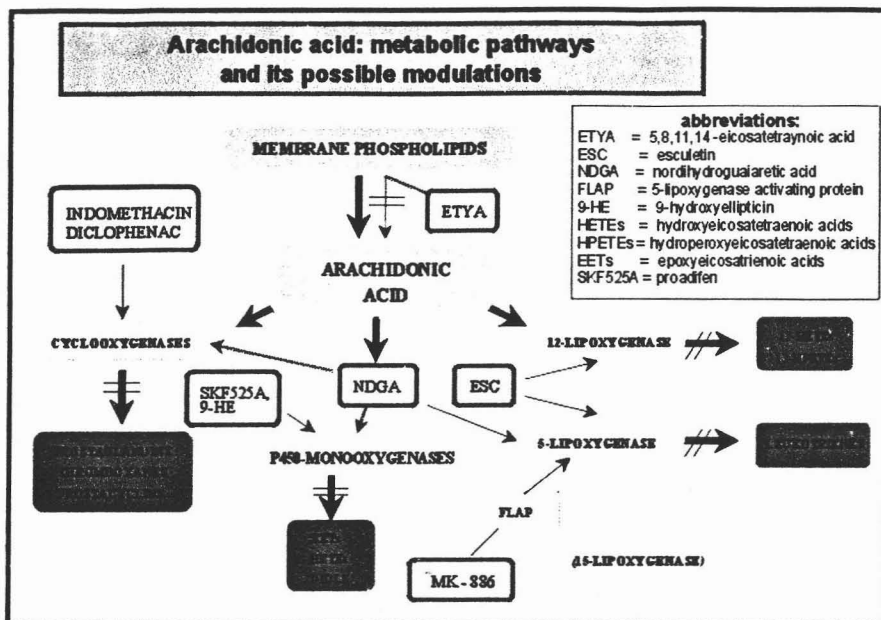 Arachidonic acid: metabolic pathways
and its possible modulations
abbreviations:
ETYA = 5,8,11,14-eicosatetraynoic acid
ESC = esculetin
NDGA = nordihydroguaiaretic acid
FLAP = 5-lipoxygenase activating protein
9-HE = 9-hydroxyellipticin
HETEs = hydroxyeicosatetraenoic acids
HPETEs = hydroperoxyeicosatetraenoic acids
EETs = epoxyeicosatrienoic acids
SKF525A = proadifen
MEMBRANE PHOSPHOLIPIDS
ETYA
INDOMETHACIN
DICLOPHENAC
ARACHIDONIC
ACID
CYCLOOXYGENASES
12-LIPOXYGENASE
SKF525A,
9-HE
NDGA
ESC
P450-MONOOXYGENASES
5-LIPOXYGENASE
FLAP
MK-886
(15-LIPOXYGENASE)